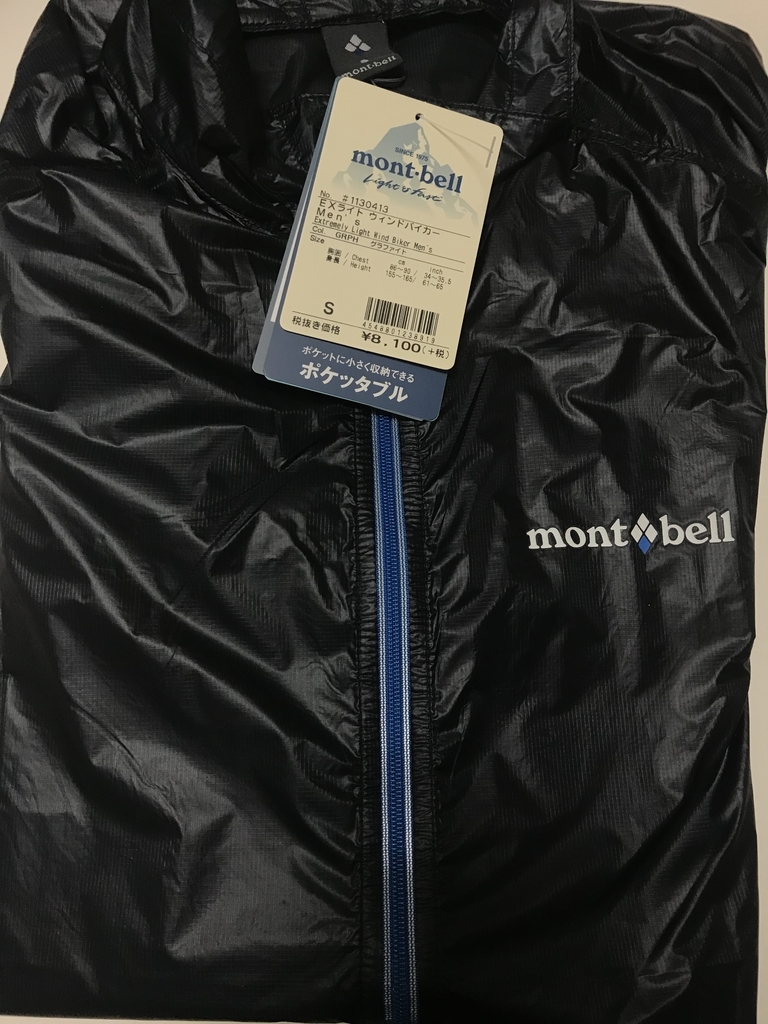 mont-bell
SINCE 1975
mont-bell
Light & Fast
No. #1130413
EXライト ウィンドバイカー
Men's
Extremely Light Wind Biker Men's
Col. GRPH グラファイト
Size cm inch
胸囲 / Chest 86~90 / 34~35.5
身長 / Height 155~165/ 61~65
S
4548801238919
税抜き価格 ¥8,100(+税)
ポケットに小さく収納できる
ポケッタブル
mont bell